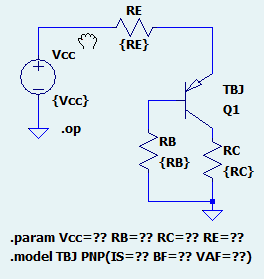 RE
{RE}
Vcc
{Vcc}
.op
TBJ
Q1
RB
{RB}
RC
{RC}
.param Vcc=?? RB=?? RC=?? RE=??
.model TBJ PNP(IS=?? BF=?? VAF=??)